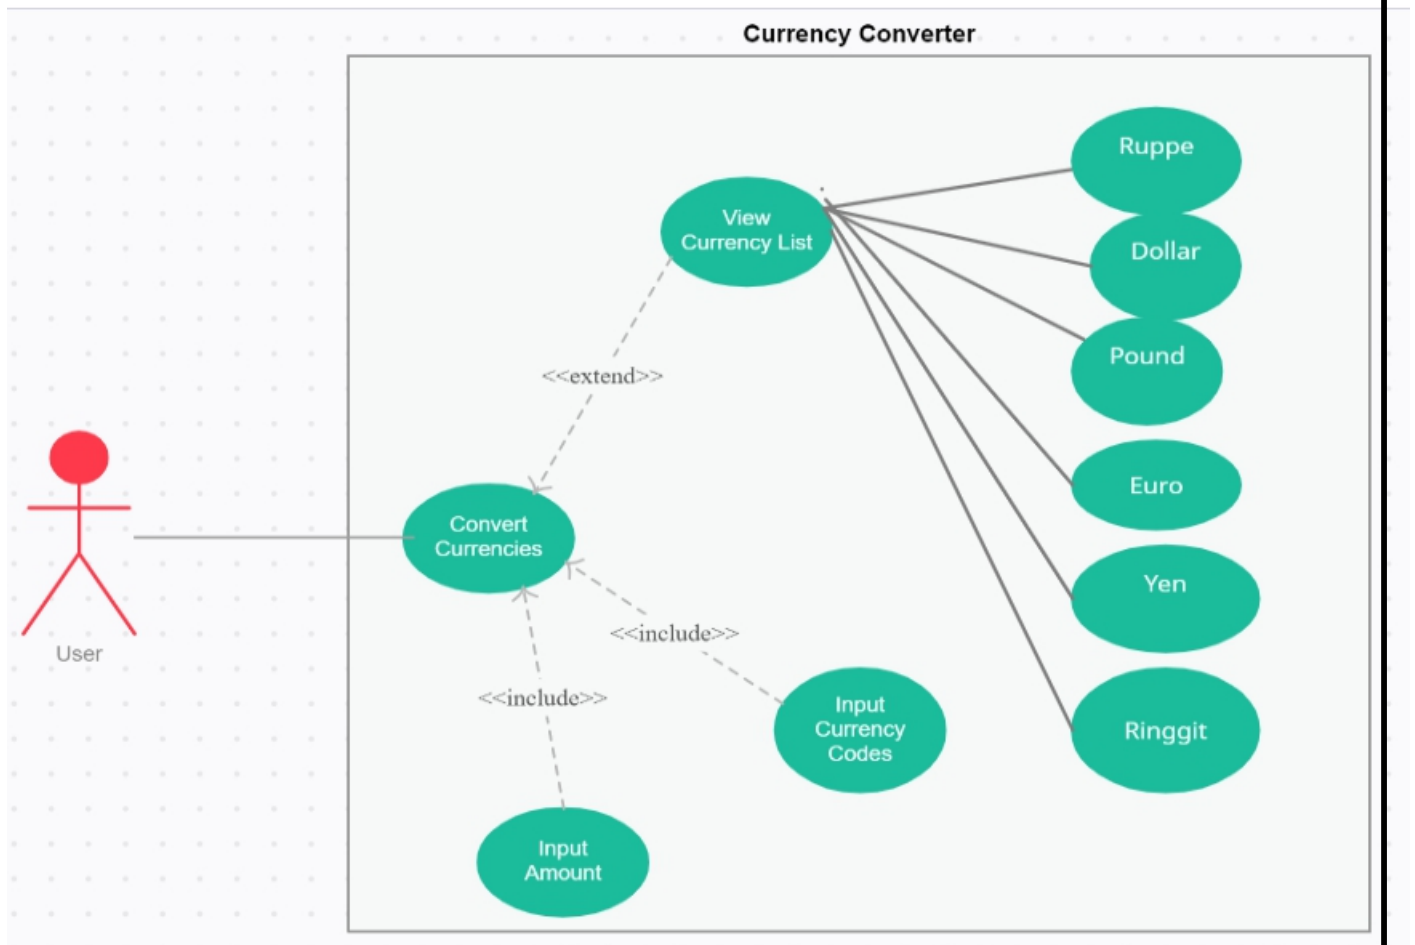 Currency Converter
Ruppe
View
Currency List
Dollar
Pound
<<extend>>
Euro
Convert
Currencies
Yen
<<include>>
User
<<include>>
Input
Currency
Codes
Ringgit
Input
Amount